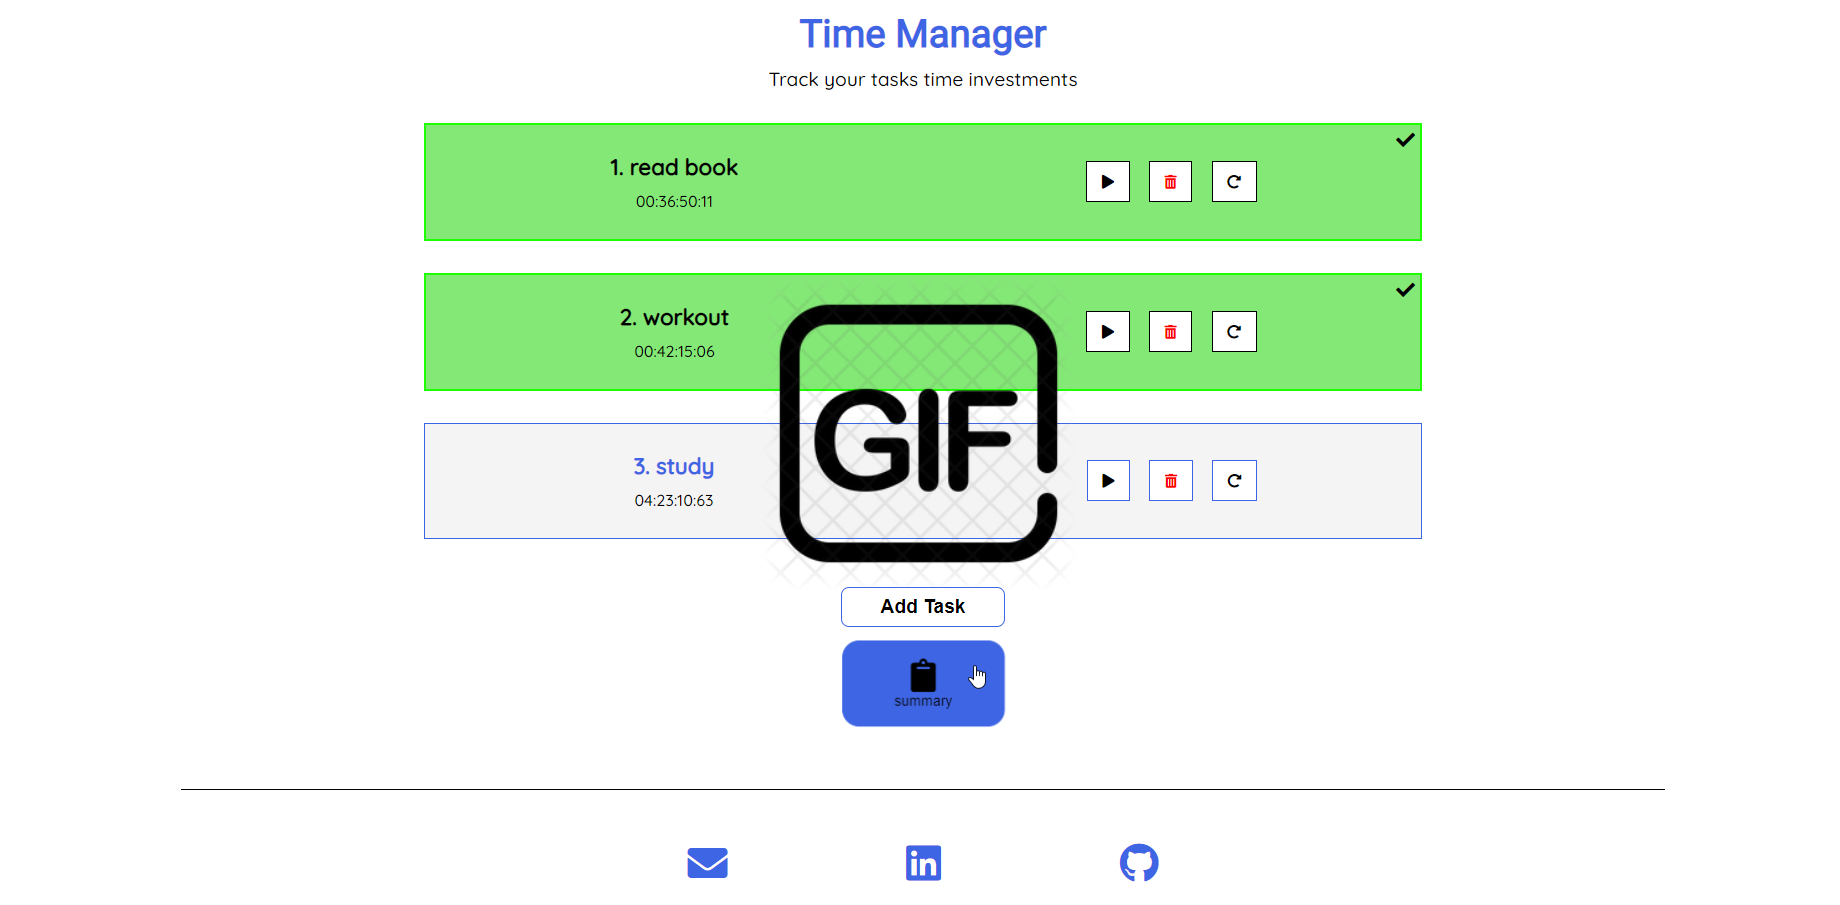 Time Manager
Track your tasks time investments
1. read book
00:36:50:11
2. workout
00:42:15:06
GIF
3. study
04:23:10:63
Add Task
summary
in